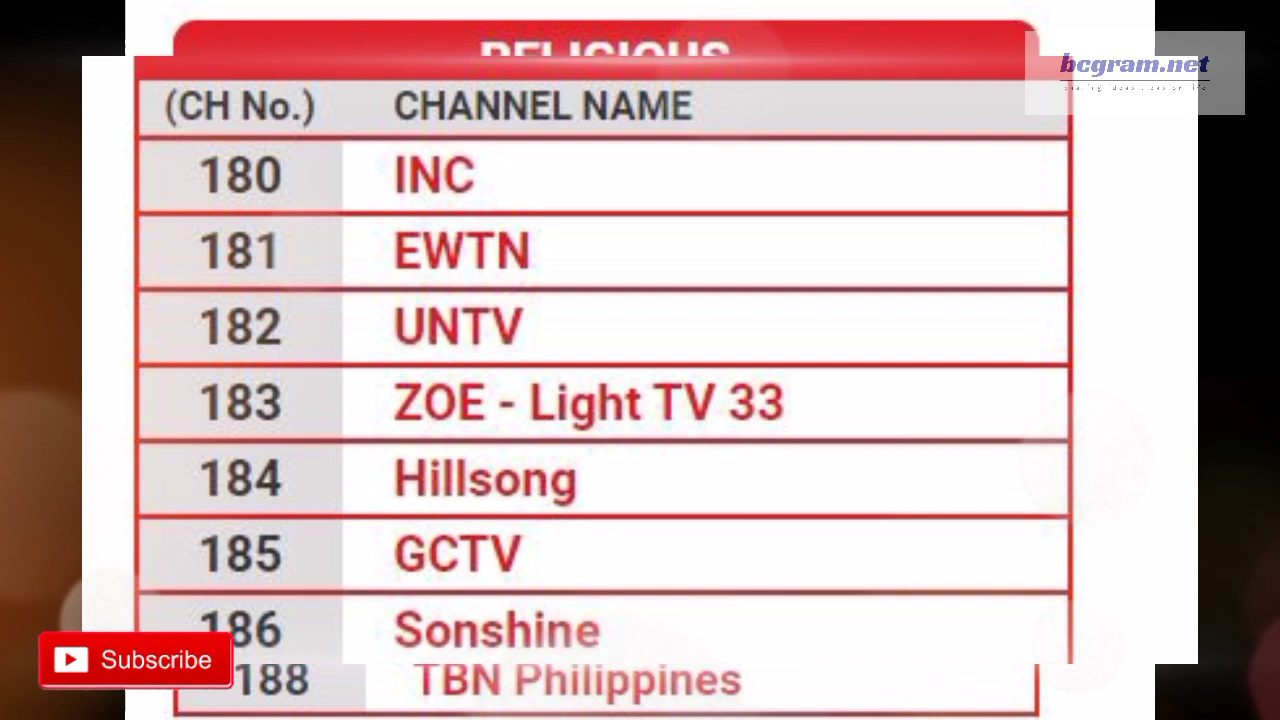 RELIGIOUS
bcgram.net
(CH No.) CHANNEL NAME
180 INC
181 EWTN
182 UNTV
183 ZOE - Light TV 33
184 Hillsong
185 GCTV
186 Sonshine
Subscribe
188 TBN Philippines